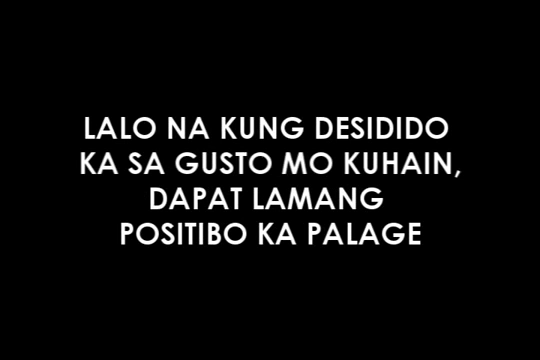 LALO NA KUNG DESIDIDO
KA SA GUSTO MO KUHAIN,
DAPAT LAMANG
POSITIBO KA PALAGE